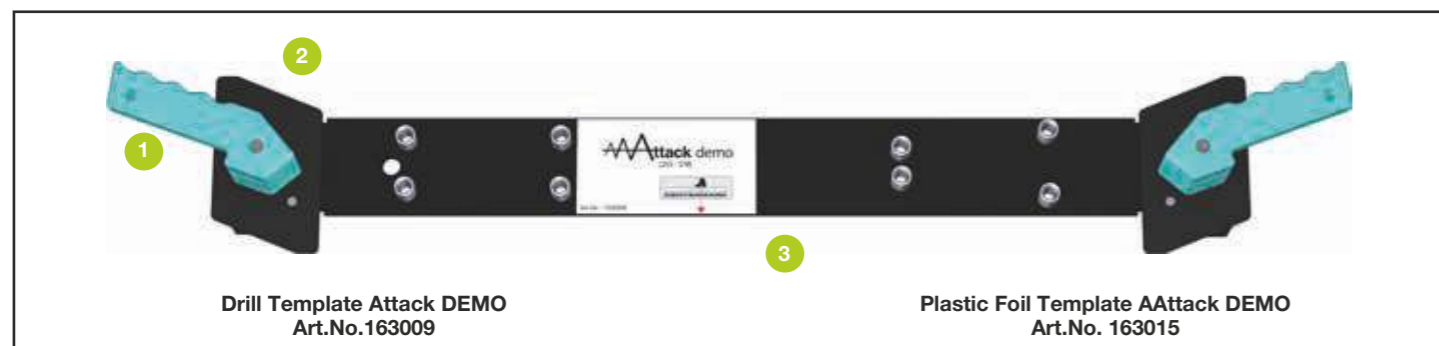 2
1
Attack demo
3
Drill Template Attack DEMO
Art.No.163009
Plastic Foil Template AAttack DEMO
Art.No. 163015